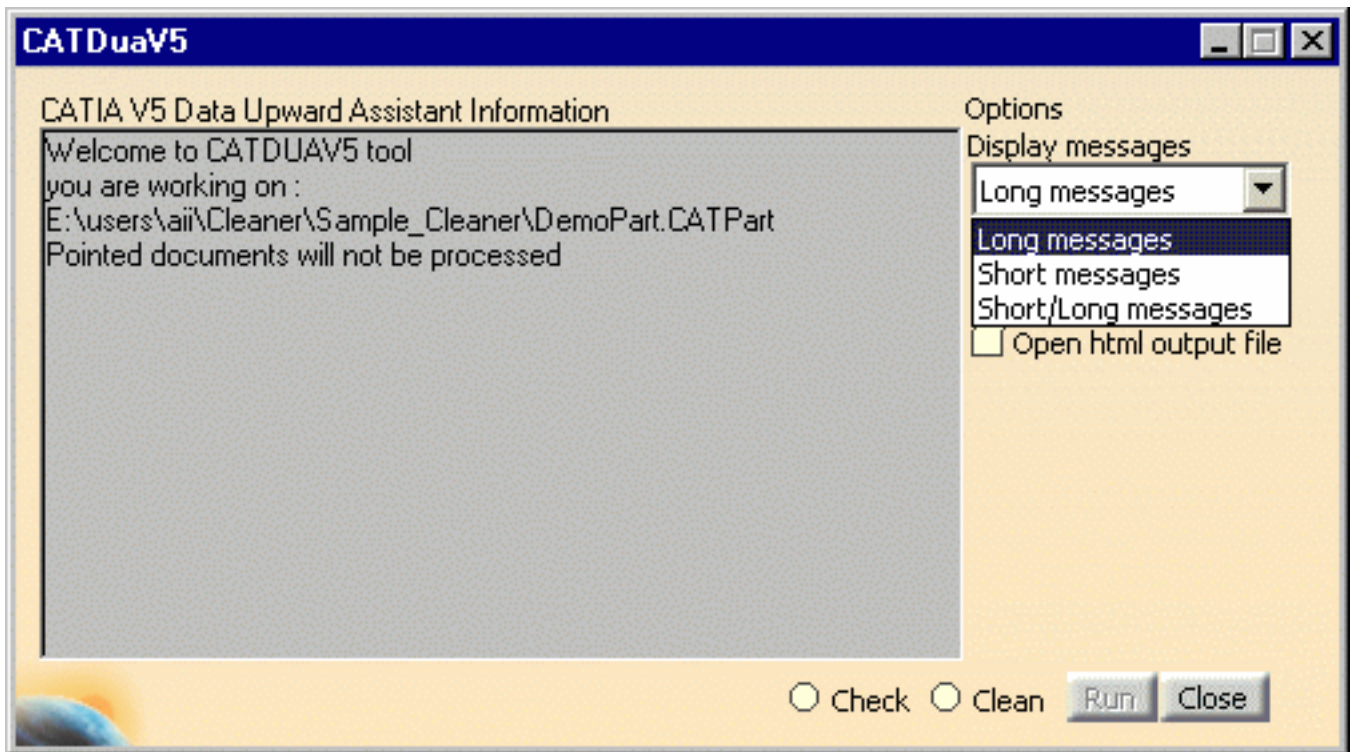 CATDuaV5
CATIA V5 Data Upward Assistant Information
Welcome to CATDUAV5 tool
you are working on :
E:\users\aii\Cleaner\Sample_Cleaner\DemoPart.CATPart
Pointed documents will not be processed
Options
Display messages
Long messages
Long messages
Short messages
Short/Long messages
Open html output file
Check
Clean
Run
Close